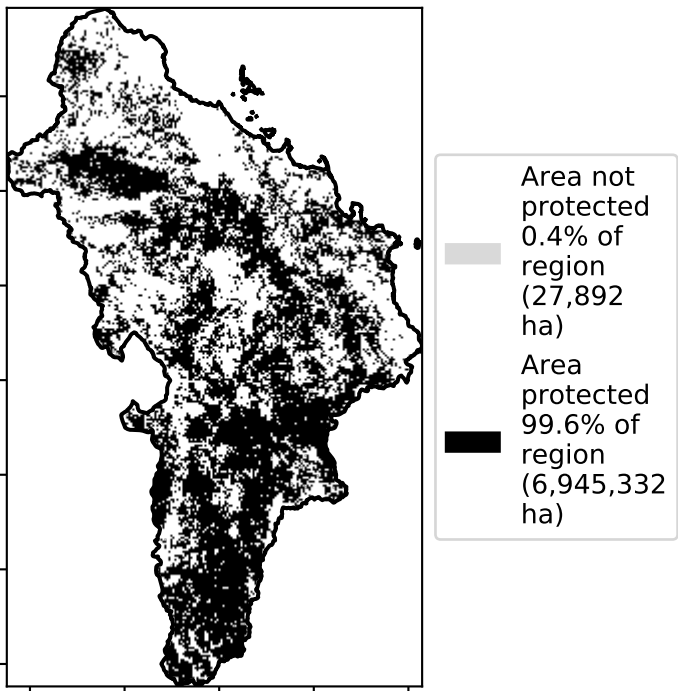 Area not
protected
0.4% of
region
(27,892
ha)
Area
protected
99.6% of
region
(6,945,332
ha)